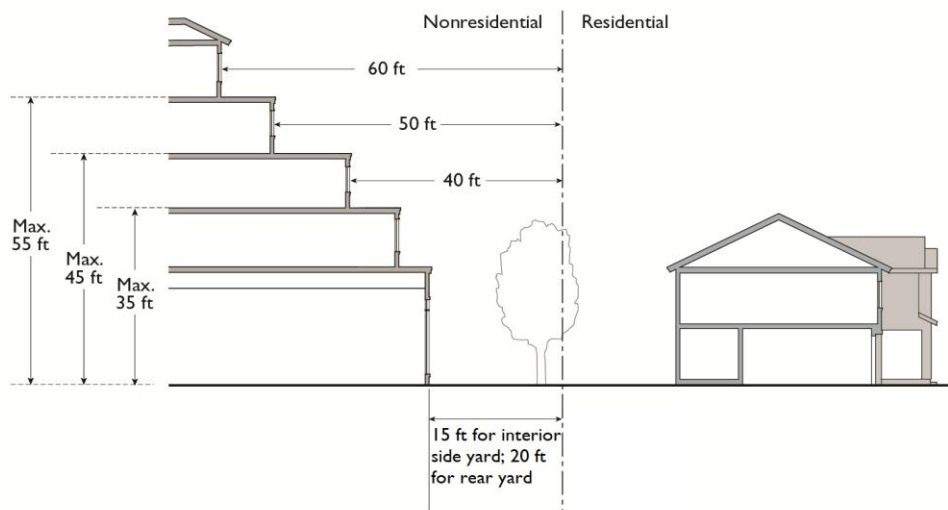 Nonresidential
Residential
60 ft
50 ft
40 ft
Max.
55 ft
Max.
45 ft
Max.
35 ft
15 ft for interior
side yard; 20 ft
for rear yard